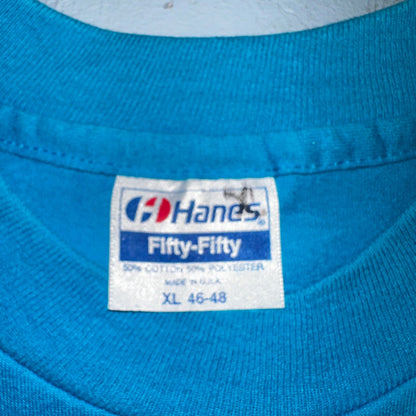 Hanes®
Fifty-Fifty
50% COTTON 50% POLYESTER
MADE IN U.S.A.
XL 46-48